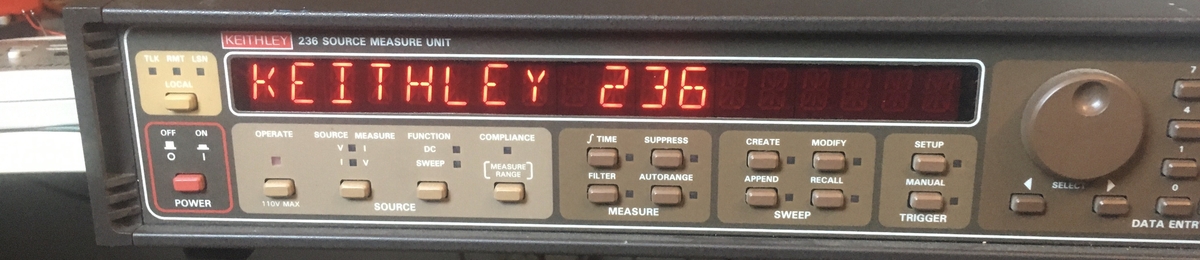 KEITHLEY 236 SOURCE MEASURE UNIT
TLK RMT LSN
LOCAL
KEITHLEY 236
OFF ON
O I
POWER
OPERATE
110V MAX
SOURCE MEASURE
V I
I V
FUNCTION
DC
SWEEP
COMPLIANCE
MEASURE
RANGE
SOURCE
∫ TIME SUPPRESS
FILTER AUTORANGE
MEASURE
CREATE MODIFY
APPEND RECALL
SWEEP
SETUP
MANUAL
TRIGGER
SELECT
7
4
1
0
DATA ENTR